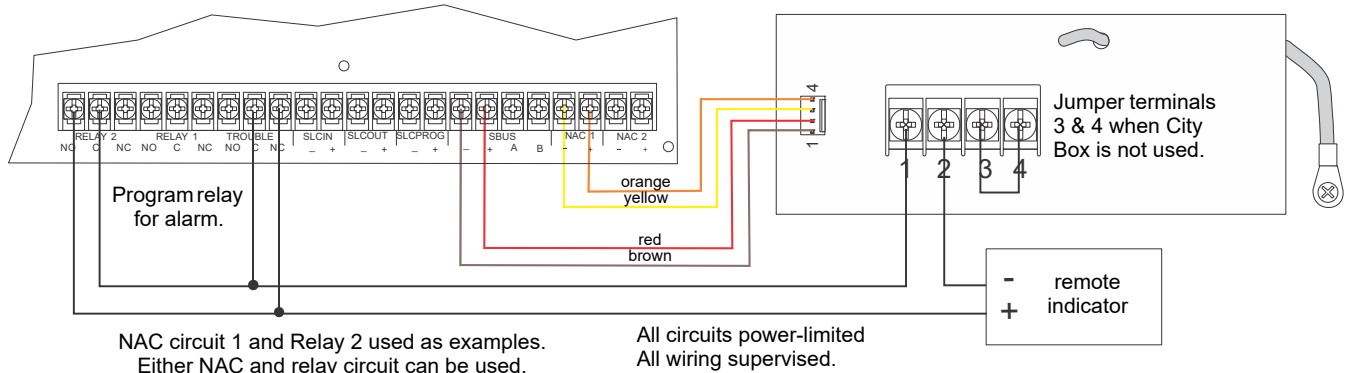 RELAY 2 RELAY 1 TROUBLE SLCIN SLCOUT SLCPROG SBUS NAC 1 NAC 2
NO C NC NO C NC NO C NC – + – + – + – + A B - + - +
Program relay
for alarm.
orange
yellow
red
brown
4
1
1 2 3 4
Jumper terminals
3 & 4 when City
Box is not used.
- remote
+ indicator
NAC circuit 1 and Relay 2 used as examples.
Either NAC and relay circuit can be used.
All circuits power-limited
All wiring supervised.